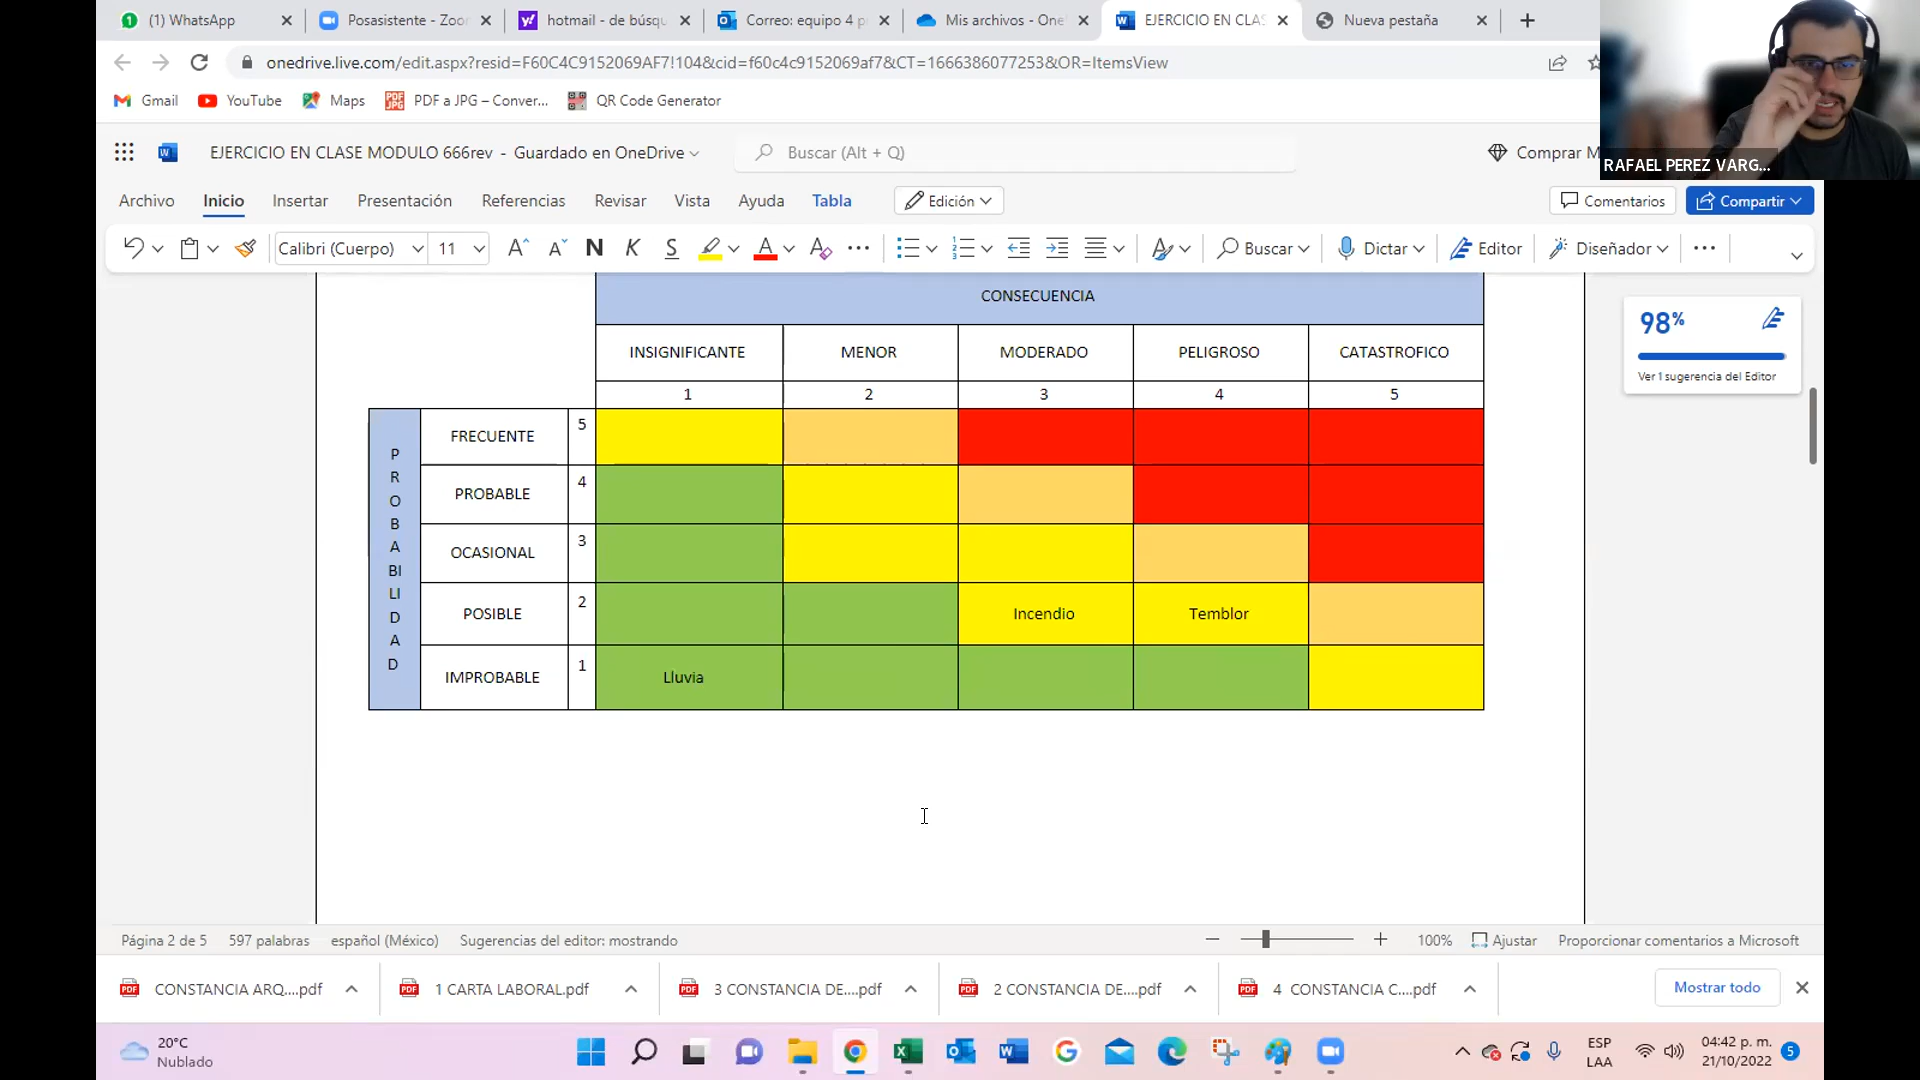 (1) WhatsApp
Posasistente - Zoo
hotmail - de búsqu
Correo: equipo 4 p
Mis archivos - One
EJERCICIO EN CLAS
Nueva pestaña
onedrive.live.com/edit.aspx?resid=F60C4C9152069AF7!104&cid=f60c4c9152069af7&CT=1666386077253&OR=ItemsView
Gmail
YouTube
Maps
PDF a JPG – Conver...
QR Code Generator
RAFAEL PEREZ VARG...
EJERCICIO EN CLASE MODULO 666rev - Guardado en OneDrive
Buscar (Alt + Q)
Comprar M
Archivo
Inicio
Insertar
Presentación
Referencias
Revisar
Vista
Ayuda
Tabla
Edición
Comentarios
Compartir
Calibri (Cuerpo)
11
N K S
Buscar
Dictar
Editor
Diseñador
98%
Ver 1 sugerencia del Editor
CONSECUENCIA
INSIGNIFICANTE MENOR MODERADO PELIGROSO CATASTROFICO
1 2 3 4 5
P
R
O
B
A
BI
LI
D
A
D
FRECUENTE 5
PROBABLE 4
OCASIONAL 3
POSIBLE 2 Incendio Temblor
IMPROBABLE 1 Lluvia
Página 2 de 5
597 palabras
español (México)
Sugerencias del editor: mostrando
100%
Ajustar
Proporcionar comentarios a Microsoft
CONSTANCIA ARQ....pdf
1 CARTA LABORAL.pdf
3 CONSTANCIA DE....pdf
2 CONSTANCIA DE....pdf
4 CONSTANCIA C....pdf
Mostrar todo
20°C
Nublado
ESP
LAA
04:42 p. m.
21/10/2022
5